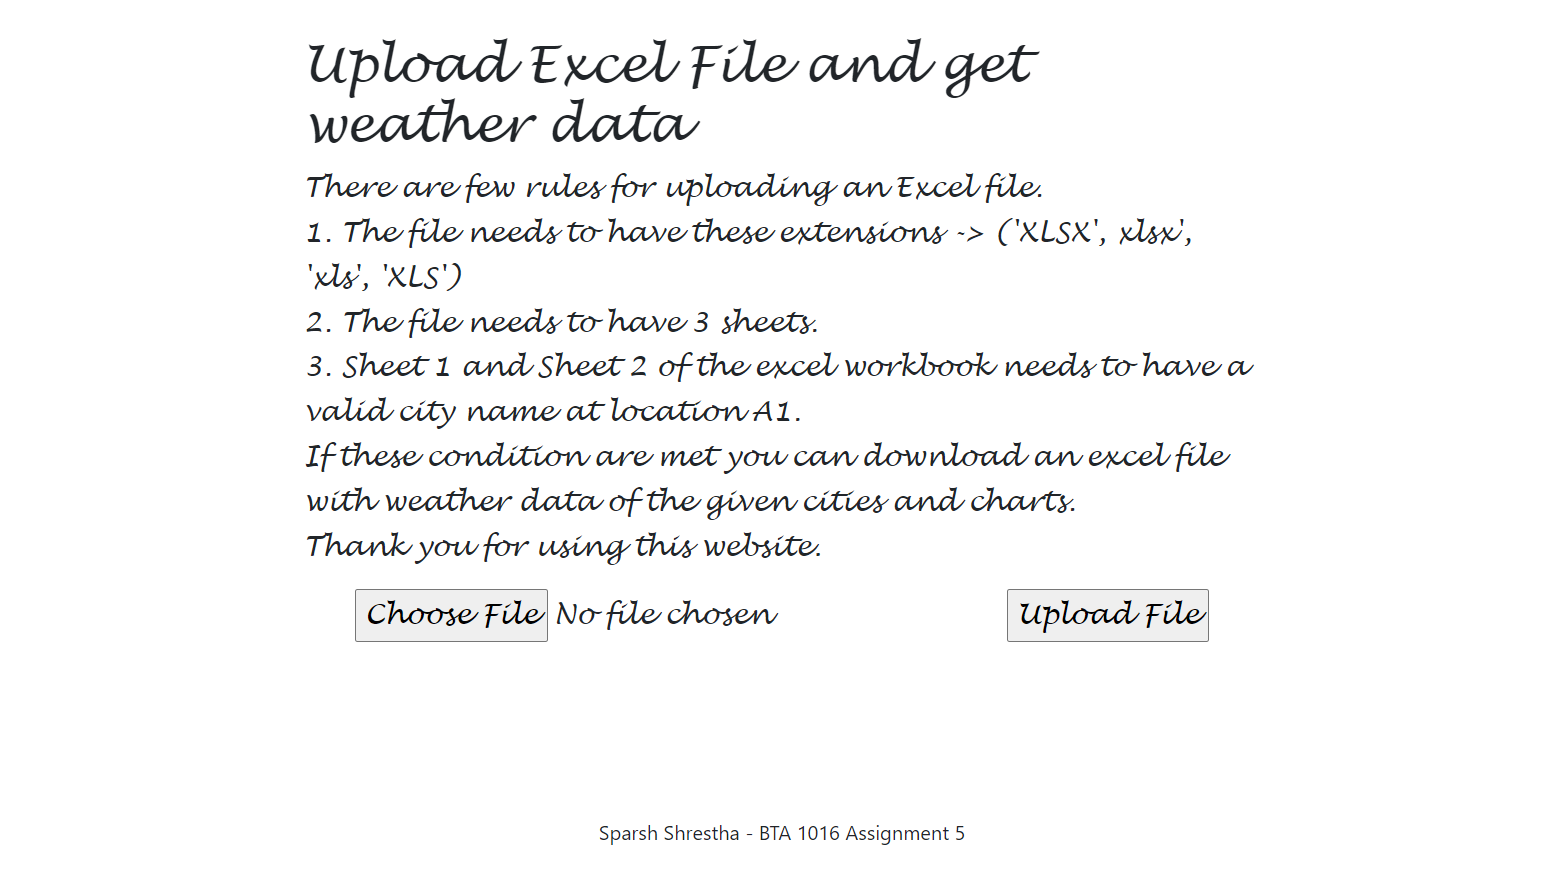 Upload Excel File and get
weather data
There are few rules for uploading an Excel file.
1. The file needs to have these extensions -> ('XLSX', xlsx',
'xls', 'XLS')
2. The file needs to have 3 sheets.
3. Sheet 1 and Sheet 2 of the excel workbook needs to have a
valid city name at location A1.
If these condition are met you can download an excel file
with weather data of the given cities and charts.
Thank you for using this website.
Choose File No file chosen Upload File
Sparsh Shrestha - BTA 1016 Assignment 5